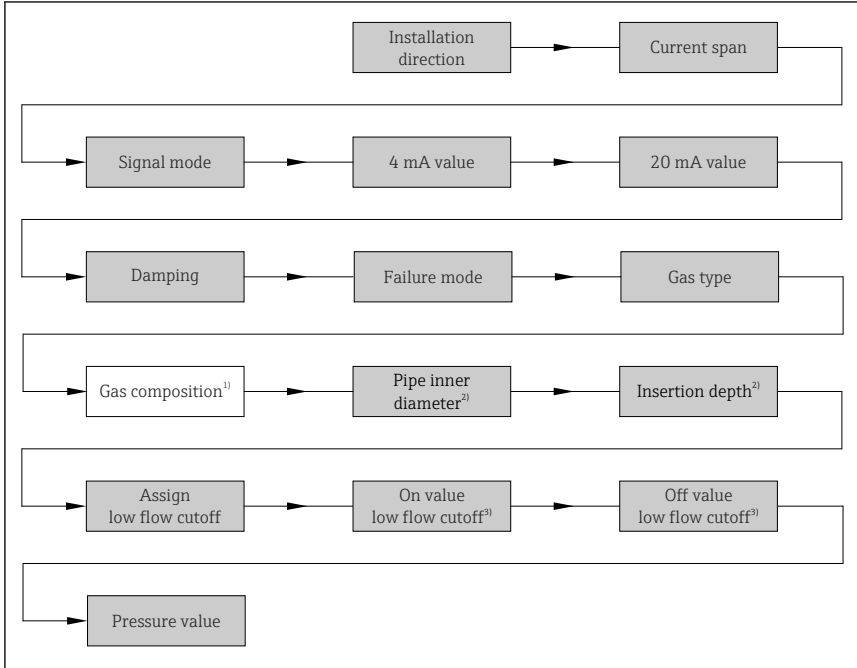 Installation
direction
Current span
Signal mode
4 mA value
20 mA value
Damping
Failure mode
Gas type
Gas composition1)
Pipe inner
diameter2)
Insertion depth2)
Assign
low flow cutoff
On value
low flow cutoff3)
Off value
low flow cutoff3)
Pressure value